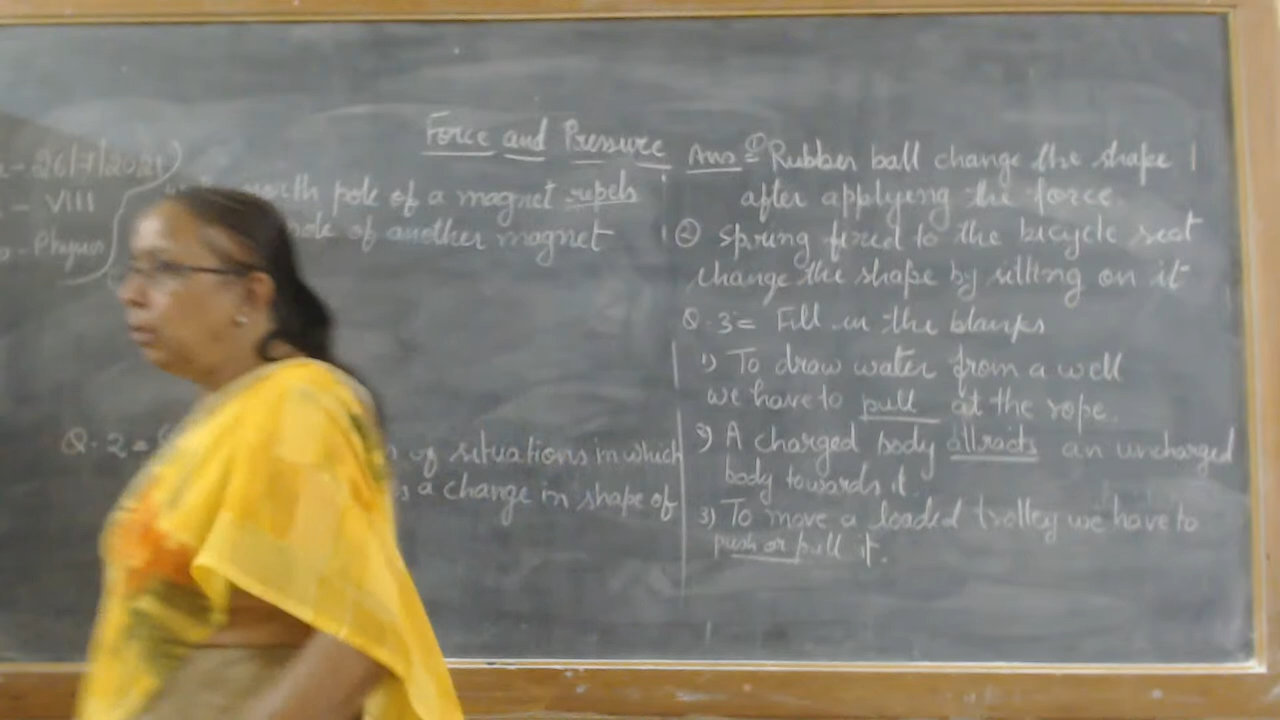 Force and Pressure
- 26/7/2021
- VIII
north pole of a magnet repels
pole of another magnet
Q.2=
of situations in which
a change in shape of
Ans ① Rubber ball change the shape
after applyeng the force.
② spring fixed to the bicycle seat
change the shape by sitting on it
Q.3= Fill in the blanks
1) To draw water from a well
we have to pull at the rope.
2) A charged body attracts an uncharged
body towards it.
3) To move a loaded trolley we have to
push or pull it.